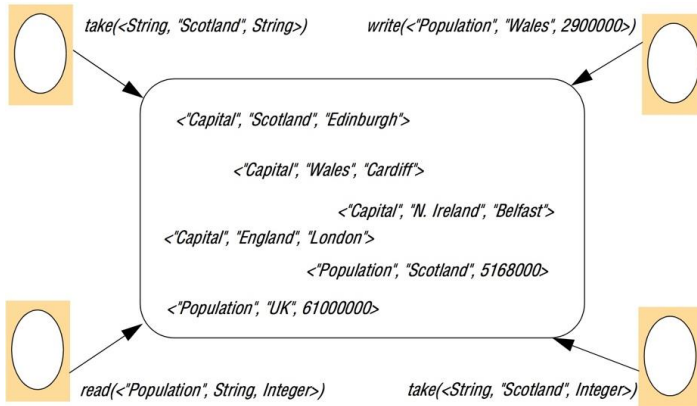 take(<String, "Scotland", String>)
write(<"Population", "Wales", 2900000>)
<"Capital", "Scotland", "Edinburgh">
<"Capital", "Wales", "Cardiff">
<"Capital", "N. Ireland", "Belfast">
<"Capital", "England", "London">
<"Population", "Scotland", 5168000>
<"Population", "UK", 61000000>
read(<"Population", String, Integer>)
take(<String, "Scotland", Integer>)